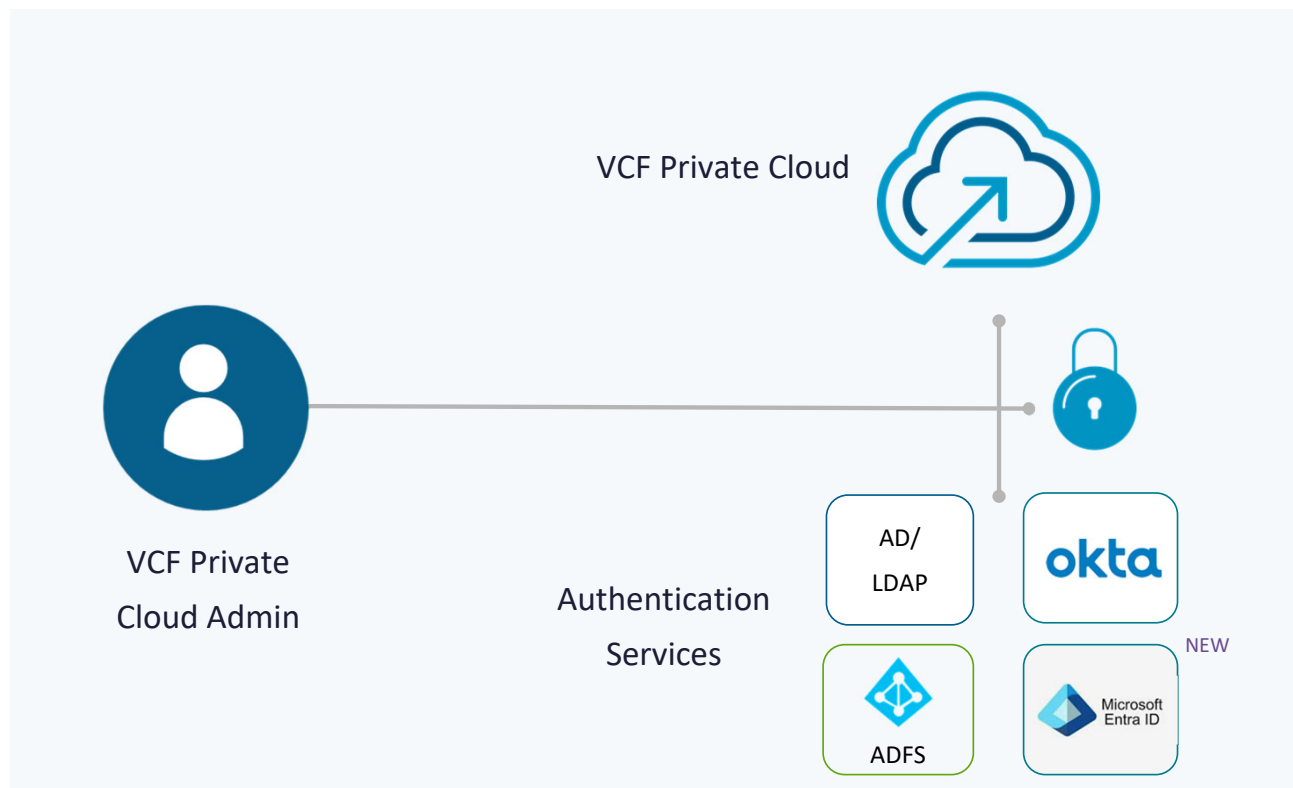 VCF Private Cloud
VCF Private
Cloud Admin
Authentication
Services
AD/
LDAP
okta
ADFS
NEW
Microsoft
Entra ID